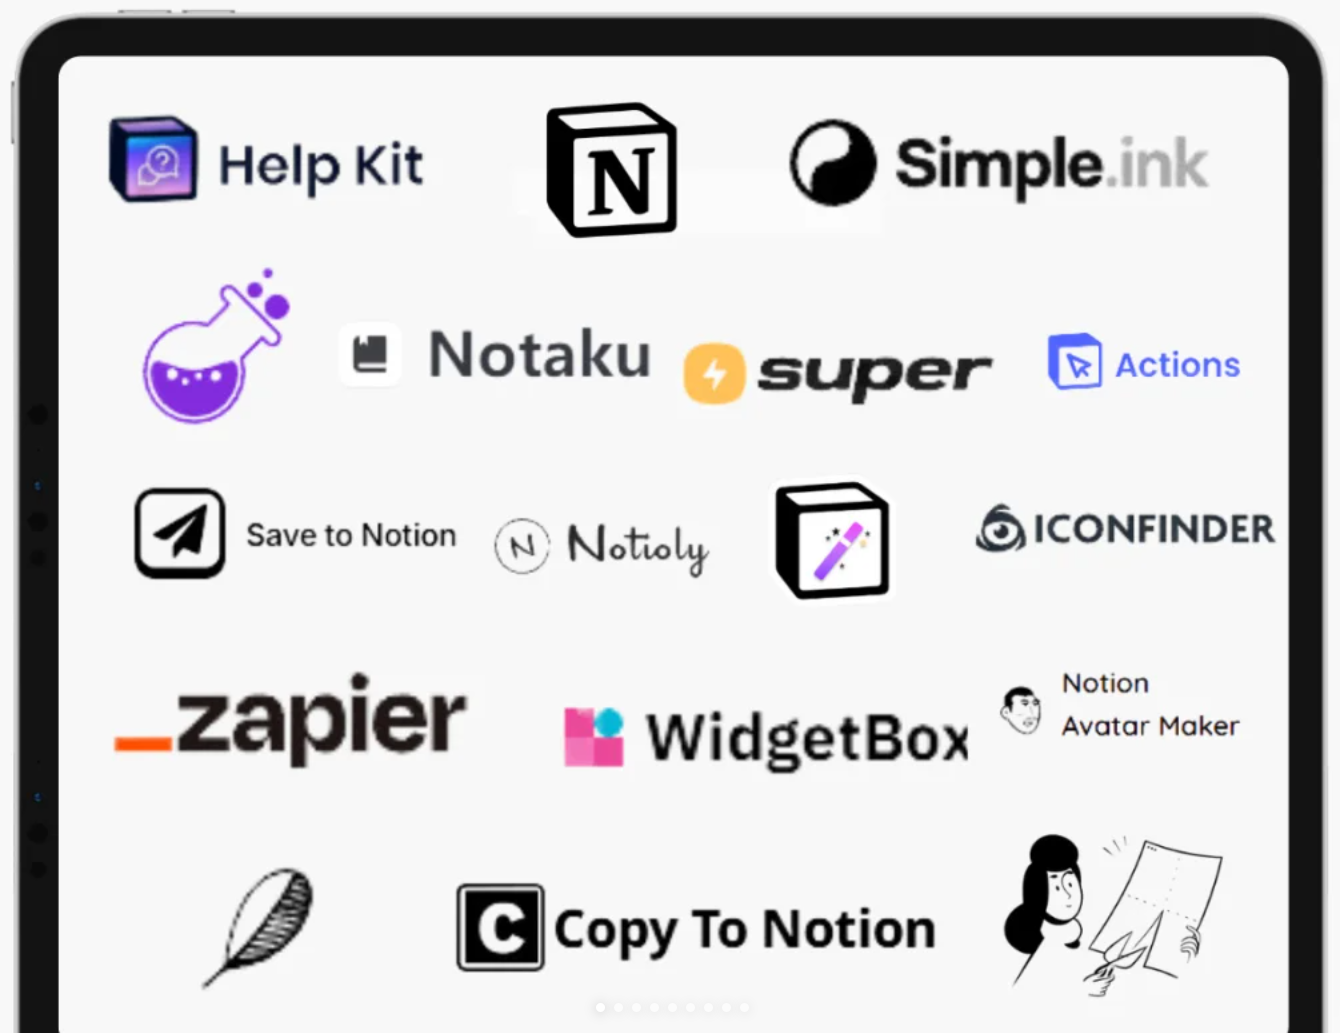 Help Kit
N
Simple.ink
Notaku
super
Actions
Save to Notion
N Notioly
ICONFINDER
_zapier
WidgetBox
Notion
Avatar Maker
C Copy To Notion